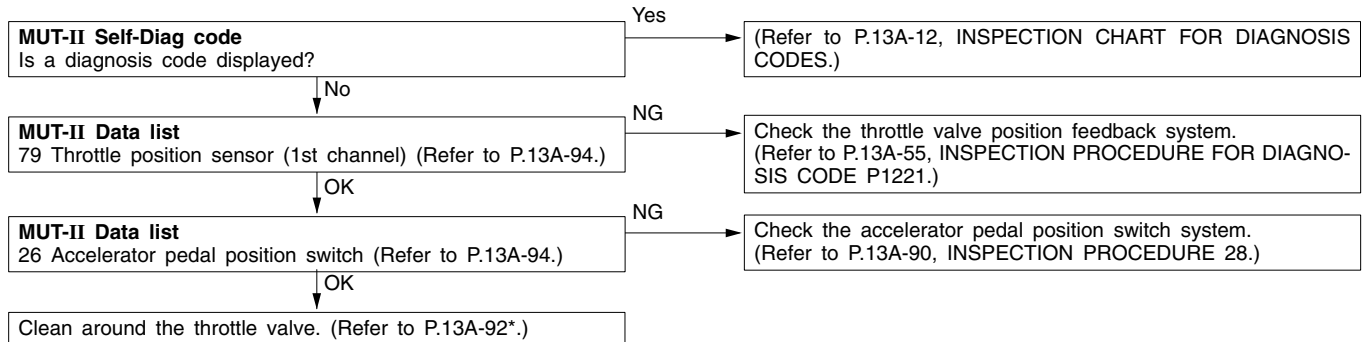 MUT-II Self-Diag code
Is a diagnosis code displayed?
Yes
(Refer to P.13A-12, INSPECTION CHART FOR DIAGNOSIS
CODES.)
No
MUT-II Data list
79 Throttle position sensor (1st channel) (Refer to P.13A-94.)
NG
Check the throttle valve position feedback system.
(Refer to P.13A-55, INSPECTION PROCEDURE FOR DIAGNO-
SIS CODE P1221.)
OK
MUT-II Data list
26 Accelerator pedal position switch (Refer to P.13A-94.)
NG
Check the accelerator pedal position switch system.
(Refer to P.13A-90, INSPECTION PROCEDURE 28.)
OK
Clean around the throttle valve. (Refer to P.13A-92*.)